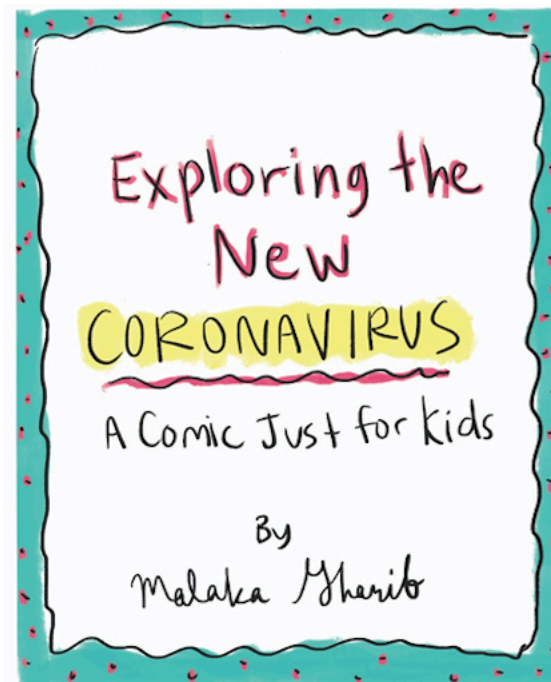 Exploring the
New
CORONAVIRUS
A Comic Just for kids
By
Malaka Gharib